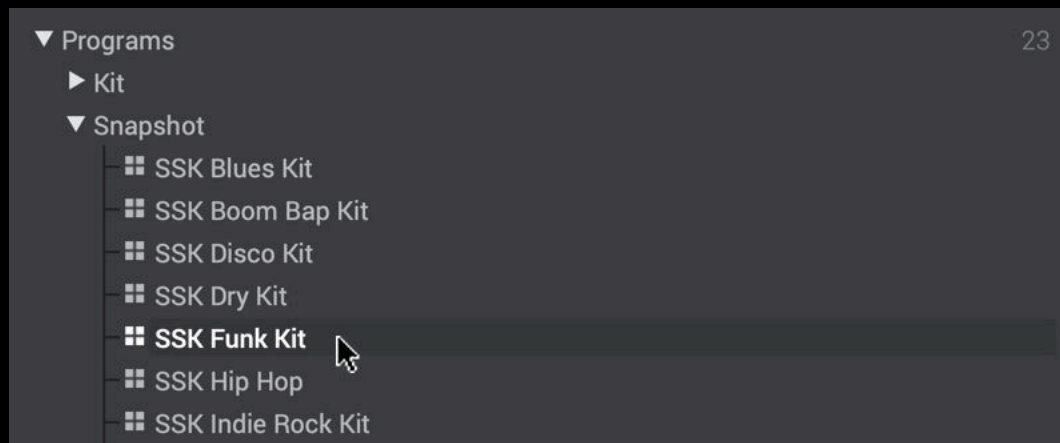 Programs 23
Kit
Snapshot
SSK Blues Kit
SSK Boom Bap Kit
SSK Disco Kit
SSK Dry Kit
SSK Funk Kit
SSK Hip Hop
SSK Indie Rock Kit